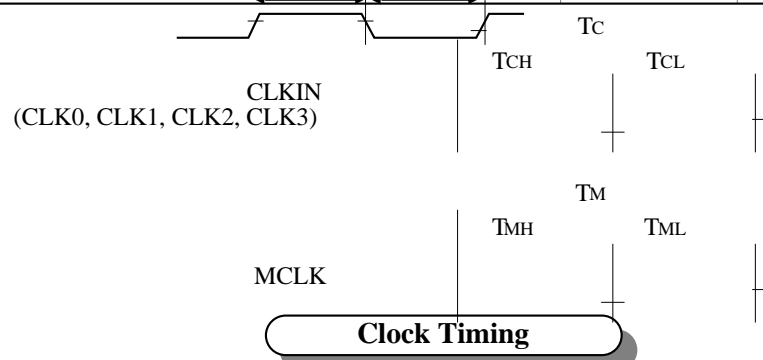 TC
TCH TCL
CLKIN
(CLK0, CLK1, CLK2, CLK3)
TM
TMH TML
MCLK
Clock Timing